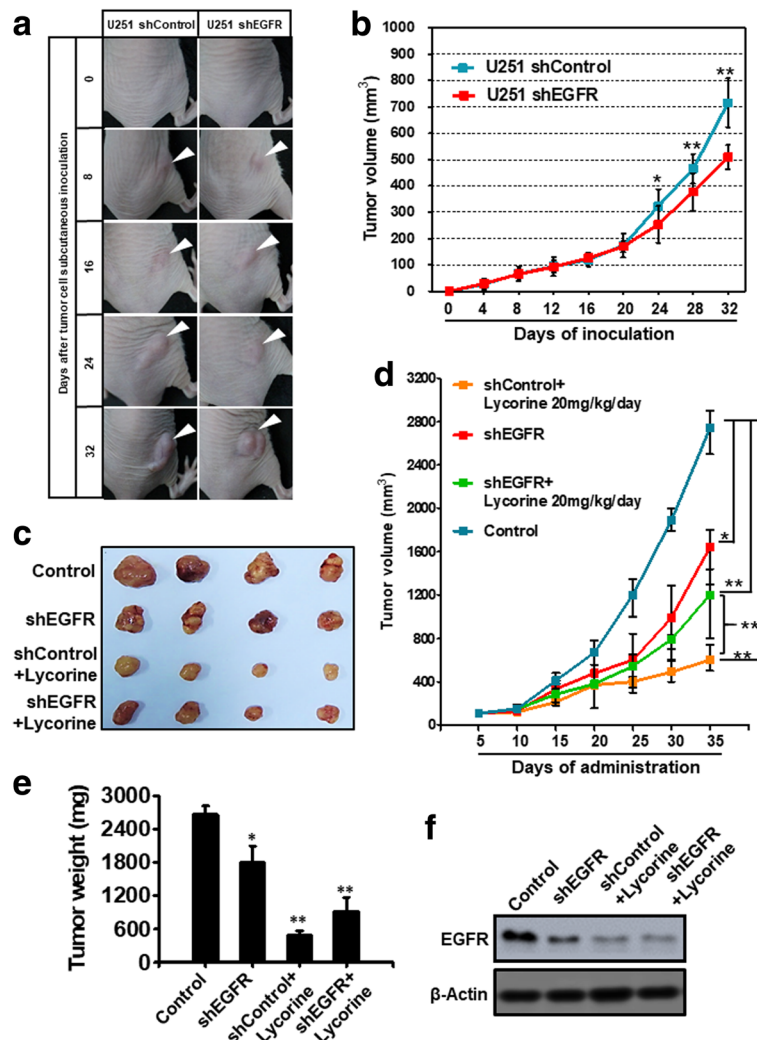 a
U251 shControl
U251 shEGFR
Days after tumor cell subcutaneous inoculation
0
8
16
24
32
b
Tumor volume (mm3)
1000
900
800
700
600
500
400
300
200
100
0
U251 shControl
U251 shEGFR
*
**
**
0 4 8 12 16 20 24 28 32
Days of inoculation
c
Control
shEGFR
shControl
+Lycorine
shEGFR
+Lycorine
d
Tumor volume (mm3)
3200
2800
2400
2000
1600
1200
800
400
0
shControl+
Lycorine 20mg/kg/day
shEGFR
shEGFR+
Lycorine 20mg/kg/day
Control
*
**
**
**
5 10 15 20 25 30 35
Days of administration
e
Tumor weight (mg)
3000
2400
1800
1200
600
0
*
**
**
Control
shEGFR
shControl+
Lycorine
shEGFR+
Lycorine
f
Control
shEGFR
shControl
+Lycorine
shEGFR
+Lycorine
EGFR
β-Actin